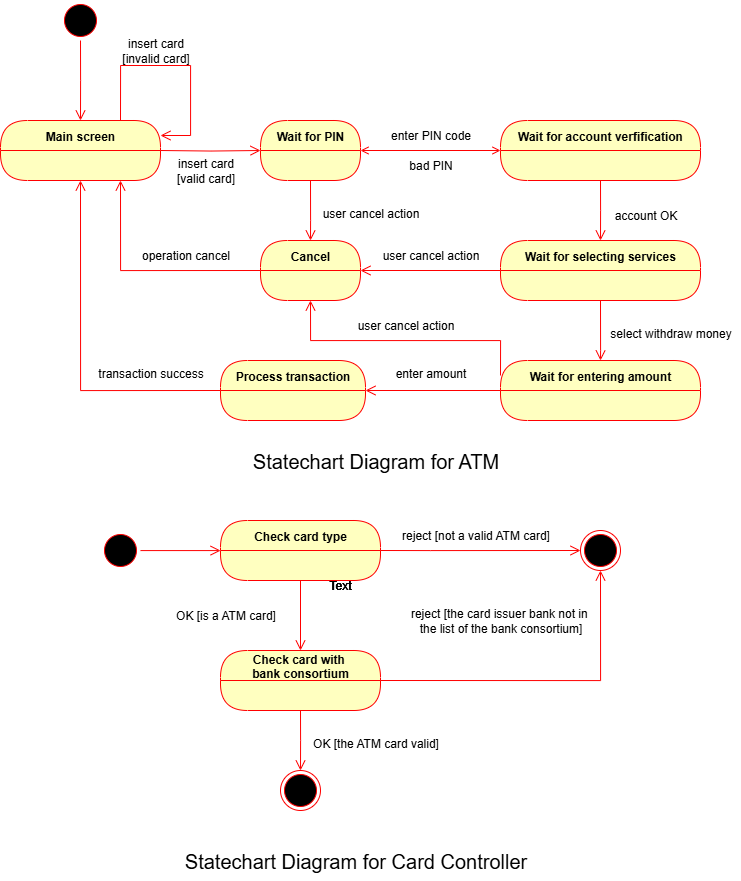 insert card
[invalid card]
Main screen
Wait for PIN
enter PIN code
Wait for account verfification
insert card
[valid card]
bad PIN
user cancel action
account OK
operation cancel
Cancel
user cancel action
Wait for selecting services
user cancel action
select withdraw money
transaction success
Process transaction
enter amount
Wait for entering amount
Statechart Diagram for ATM
Check card type
reject [not a valid ATM card]
Text
OK [is a ATM card]
reject [the card issuer bank not in
the list of the bank consortium]
Check card with
bank consortium
OK [the ATM card valid]
Statechart Diagram for Card Controller